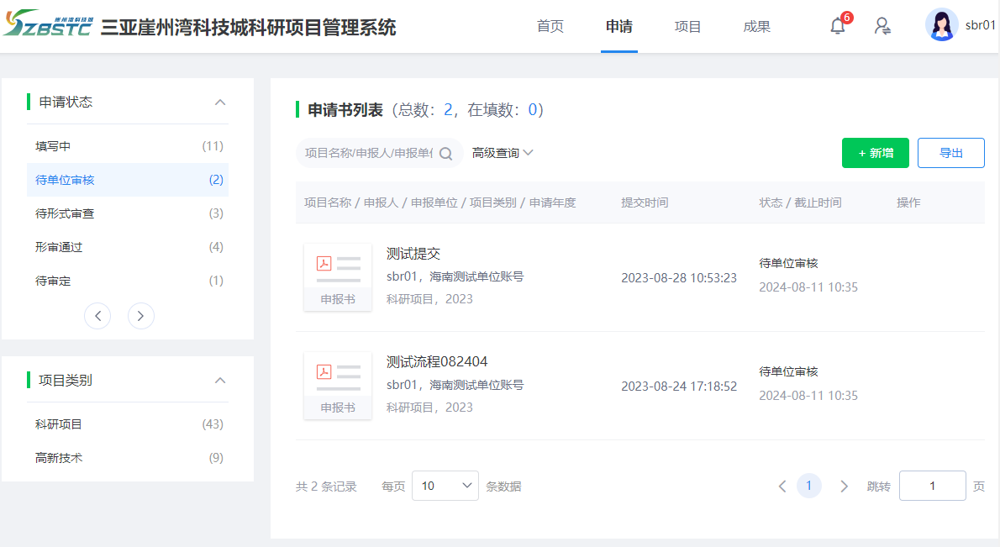 崖州湾科技城
ZBSTC
三亚崖州湾科技城科研项目管理系统
首页 申请 项目 成果 6 sbr01
申请状态
填写中 (11)
待单位审核 (2)
待形式审查 (3)
形审通过 (4)
待审定 (1)
项目类别
科研项目 (43)
高新技术 (9)
申请书列表（总数：2，在填数：0）
项目名称/申报人/申报单位 高级查询
+ 新增 导出
项目名称 / 申报人 / 申报单位 / 项目类别 / 申请年度 提交时间 状态 / 截止时间 操作
申报书
测试提交
sbr01，海南测试单位账号
科研项目，2023
2023-08-28 10:53:23
待单位审核
2024-08-11 10:35
申报书
测试流程082404
sbr01，海南测试单位账号
科研项目，2023
2023-08-24 17:18:52
待单位审核
2024-08-11 10:35
共 2 条记录 每页 10 条数据 1 跳转 1 页